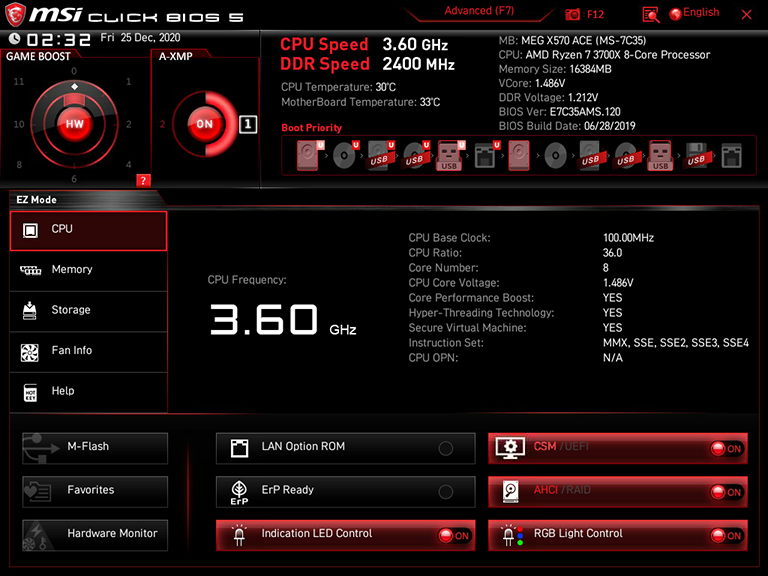 msi CLICK BIOS 5
Advanced (F7)
F12
English
02:32 Fri 25 Dec, 2020
GAME BOOST
A-XMP
0
11
1
10
2
8
4
6
HW
?
2
ON
1
CPU Speed 3.60 GHz
DDR Speed 2400 MHz
CPU Temperature: 30°C
MotherBoard Temperature: 33°C
MB: MEG X570 ACE (MS-7C35)
CPU: AMD Ryzen 7 3700X 8-Core Processor
Memory Size: 16384MB
VCore: 1.486V
DDR Voltage: 1.212V
BIOS Ver: E7C35AMS.120
BIOS Build Date: 06/28/2019
Boot Priority
U U U U U U
USB USB USB USB USB USB USB
EZ Mode
CPU
Memory
Storage
Fan Info
HOT KEY
Help
CPU Frequency:
3.60 GHz
CPU Base Clock: 100.00MHz
CPU Ratio: 36.0
Core Number: 8
CPU Core Voltage: 1.486V
Core Performance Boost: YES
Hyper-Threading Technology: YES
Secure Virtual Machine: YES
Instruction Set: MMX, SSE, SSE2, SSE3, SSE4
CPU OPN: N/A
M-Flash
Favorites
Hardware Monitor
LAN Option ROM
ErP
ErP Ready
Indication LED Control ON
CSM /UEFI ON
AHCI /RAID ON
RGB Light Control ON